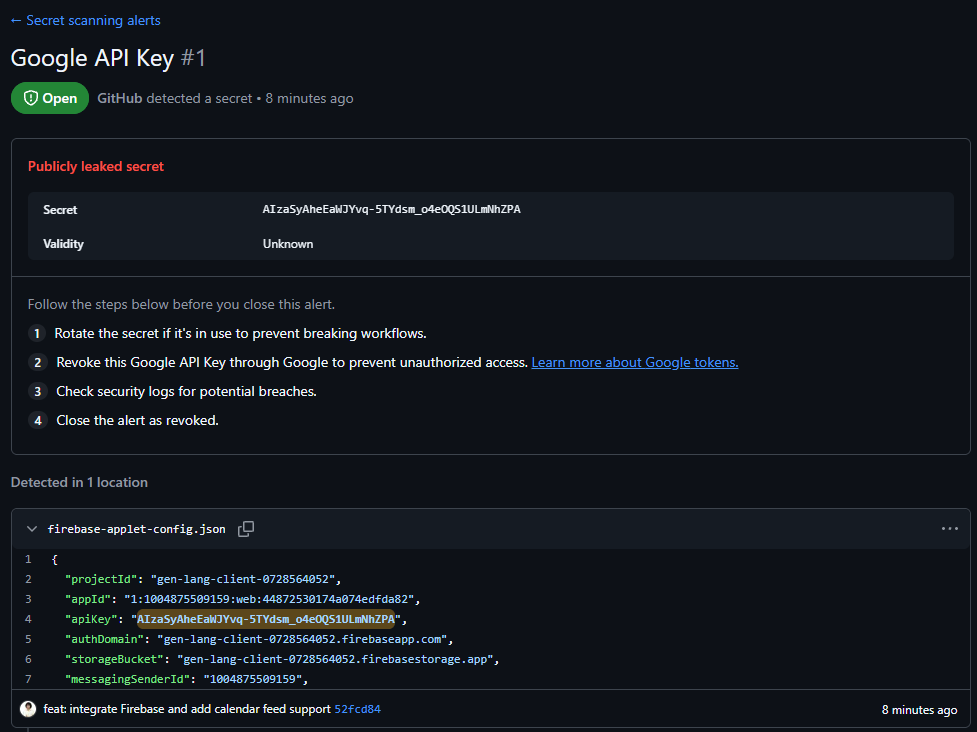 ← Secret scanning alerts
Google API Key #1
Open GitHub detected a secret • 8 minutes ago
Publicly leaked secret
Secret AIzaSyAheEaWJYvq-5TYdsm_o4eOQS1ULmNhZPA
Validity Unknown
Follow the steps below before you close this alert.
1 Rotate the secret if it's in use to prevent breaking workflows.
2 Revoke this Google API Key through Google to prevent unauthorized access. Learn more about Google tokens.
3 Check security logs for potential breaches.
4 Close the alert as revoked.
Detected in 1 location
firebase-applet-config.json
1 {
2 "projectId": "gen-lang-client-0728564052",
3 "appId": "1:1004875509159:web:44872530174a074edfda82",
4 "apiKey": "AIzaSyAheEaWJYvq-5TYdsm_o4eOQS1ULmNhZPA",
5 "authDomain": "gen-lang-client-0728564052.firebaseapp.com",
6 "storageBucket": "gen-lang-client-0728564052.firebasestorage.app",
7 "messagingSenderId": "1004875509159",
feat: integrate Firebase and add calendar feed support 52fcd84 8 minutes ago